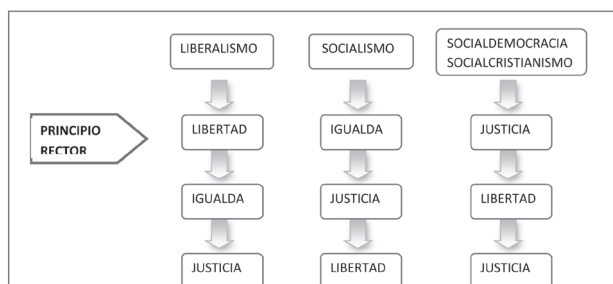 LIBERALISMO
SOCIALISMO
SOCIALDEMOCRACIA
SOCIALCRISTIANISMO
PRINCIPIO
RECTOR
LIBERTAD
IGUALDA
JUSTICIA
IGUALDA
JUSTICIA
LIBERTAD
JUSTICIA
LIBERTAD
JUSTICIA